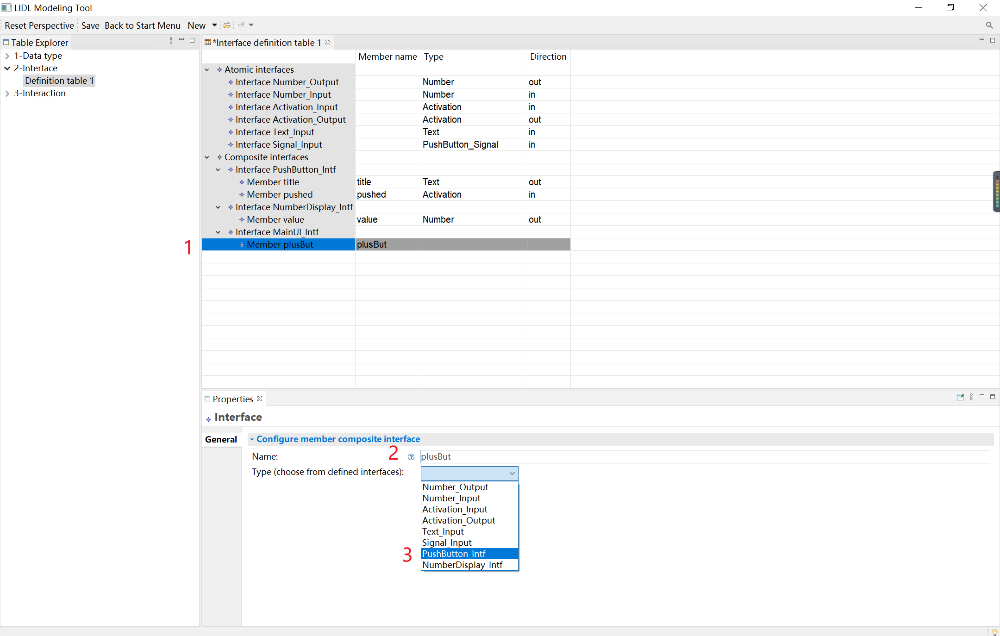 LIDL Modeling Tool
Reset Perspective Save Back to Start Menu New
Table Explorer
1-Data type
2-Interface
Definition table 1
3-Interaction
*Interface definition table 1
Member name Type Direction
Atomic interfaces
Interface Number_Output Number out
Interface Number_Input Number in
Interface Activation_Input Activation in
Interface Activation_Output Activation out
Interface Text_Input Text in
Interface Signal_Input PushButton_Signal in
Composite interfaces
Interface PushButton_Intf
Member title title Text out
Member pushed pushed Activation in
Interface NumberDisplay_Intf
Member value value Number out
Interface MainUI_Intf
1 Member plusBut plusBut
Properties
Interface
General
Configure member composite interface
Name: 2 ? plusBut
Type (choose from defined interfaces):
Number_Output
Number_Input
Activation_Input
Activation_Output
Text_Input
Signal_Input
3 PushButton_Intf
NumberDisplay_Intf